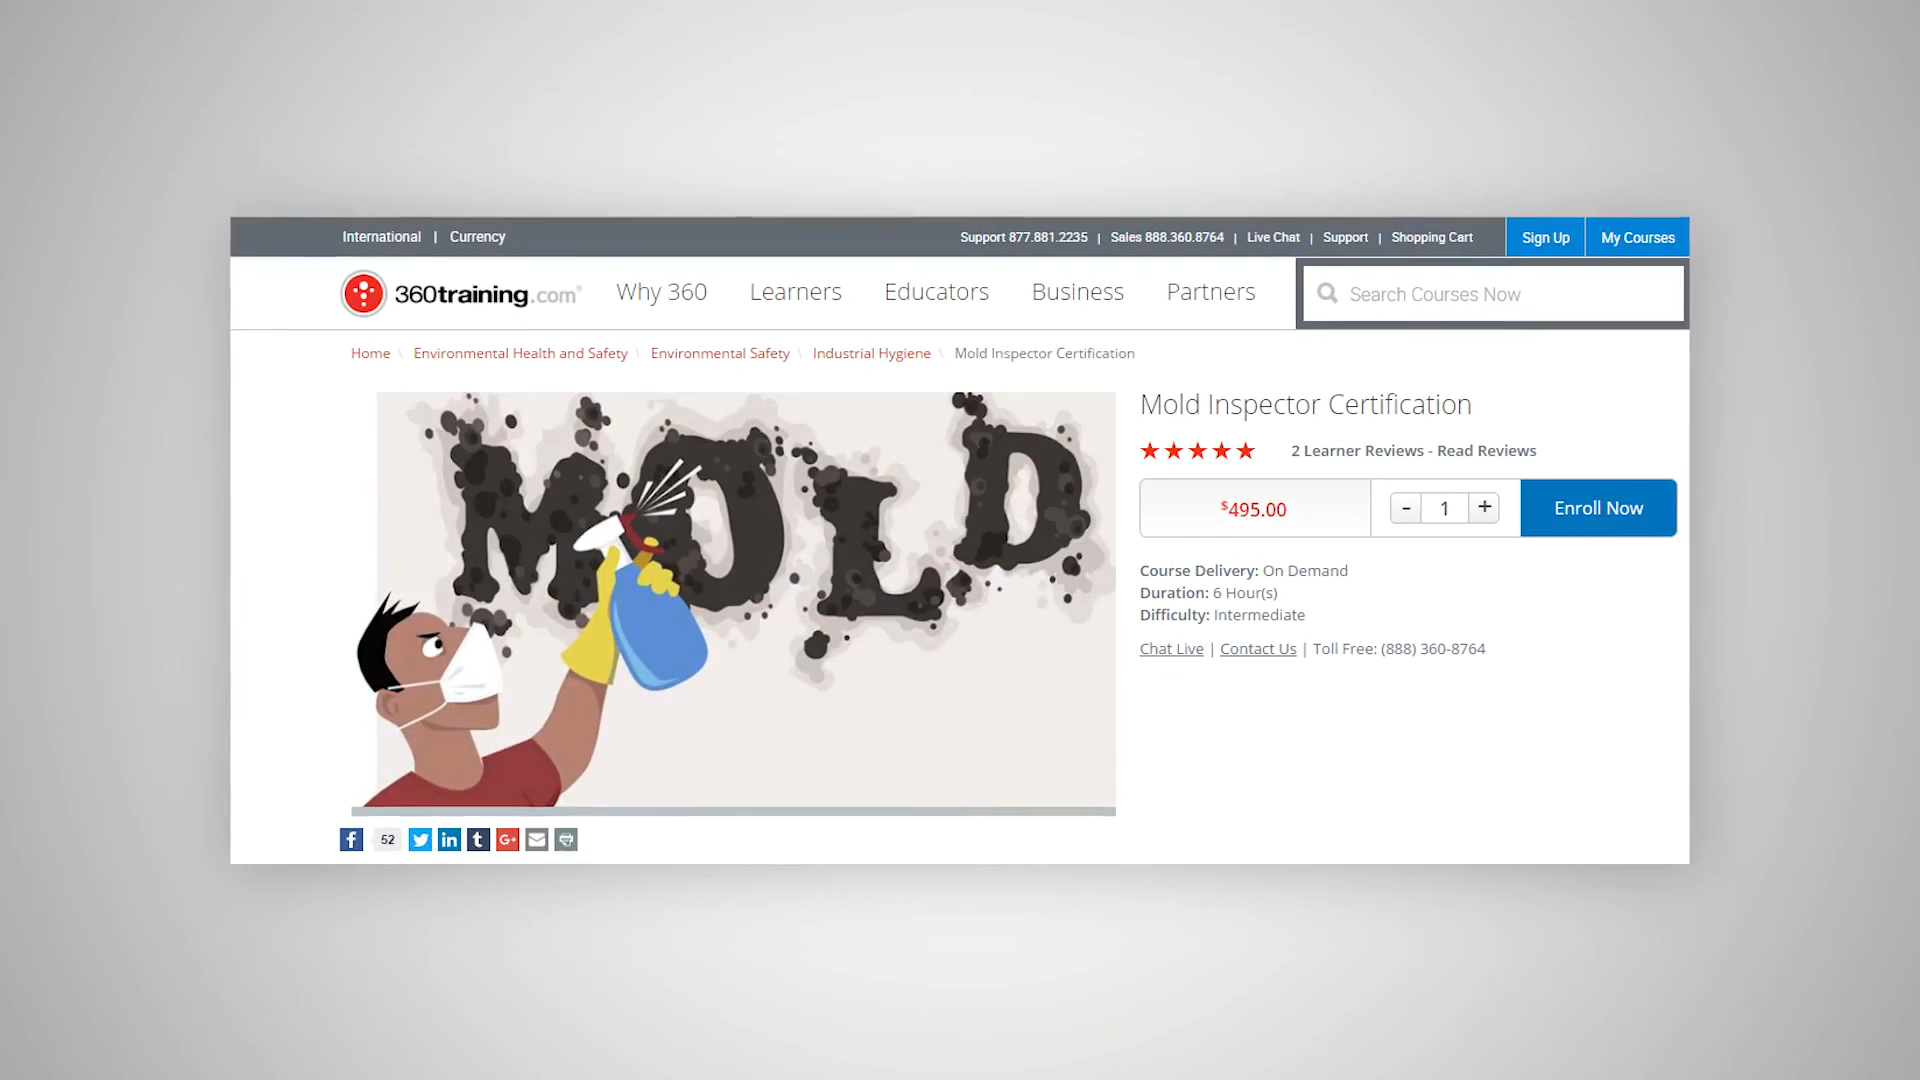 International | Currency
Support 877.881.2235 | Sales 888.360.8764 | Live Chat | Support | Shopping Cart
Sign Up
My Courses
360training.com®
Why 360
Learners
Educators
Business
Partners
Search Courses Now
Home \ Environmental Health and Safety \ Environmental Safety \ Industrial Hygiene \ Mold Inspector Certification
MOLD
Mold Inspector Certification
2 Learner Reviews - Read Reviews
$495.00
- 1 +
Enroll Now
Course Delivery: On Demand
Duration: 6 Hour(s)
Difficulty: Intermediate
Chat Live | Contact Us | Toll Free: (888) 360-8764
f 52 in t G+